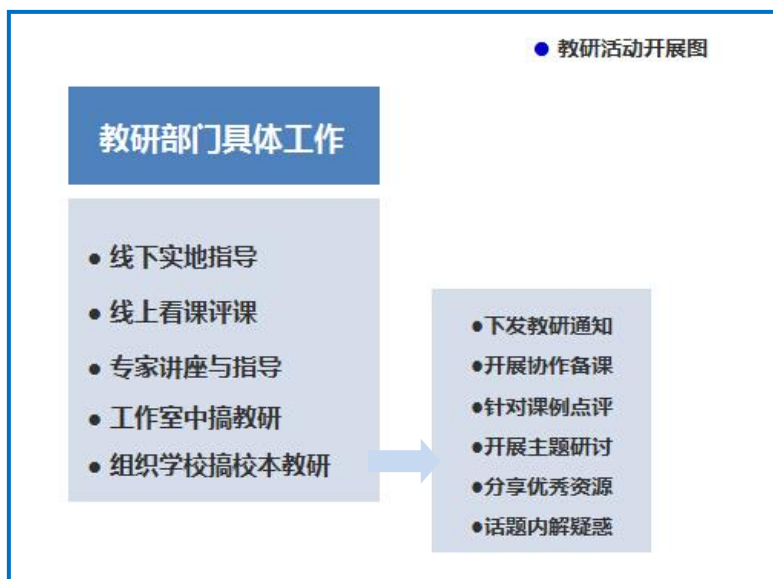 ● 教研活动开展图
教研部门具体工作
● 线下实地指导
● 线上看课评课
● 专家讲座与指导
● 工作室中搞教研
● 组织学校搞校本教研
●下发教研通知
●开展协作备课
●针对课例点评
●开展主题研讨
●分享优秀资源
●话题内解疑惑